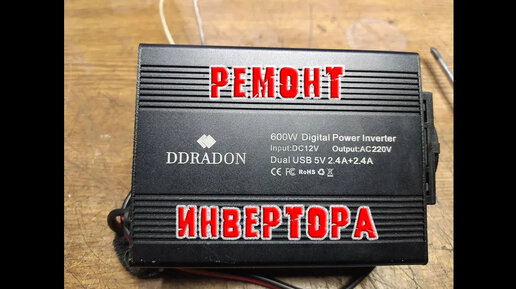 РЕМОНТ
600W Digital Power Inverter
Input:DC12V Output:AC220V
DDRADON
Dual USB 5V 2.4A+2.4A
CE FC RoHS
ИНВЕРТОРА